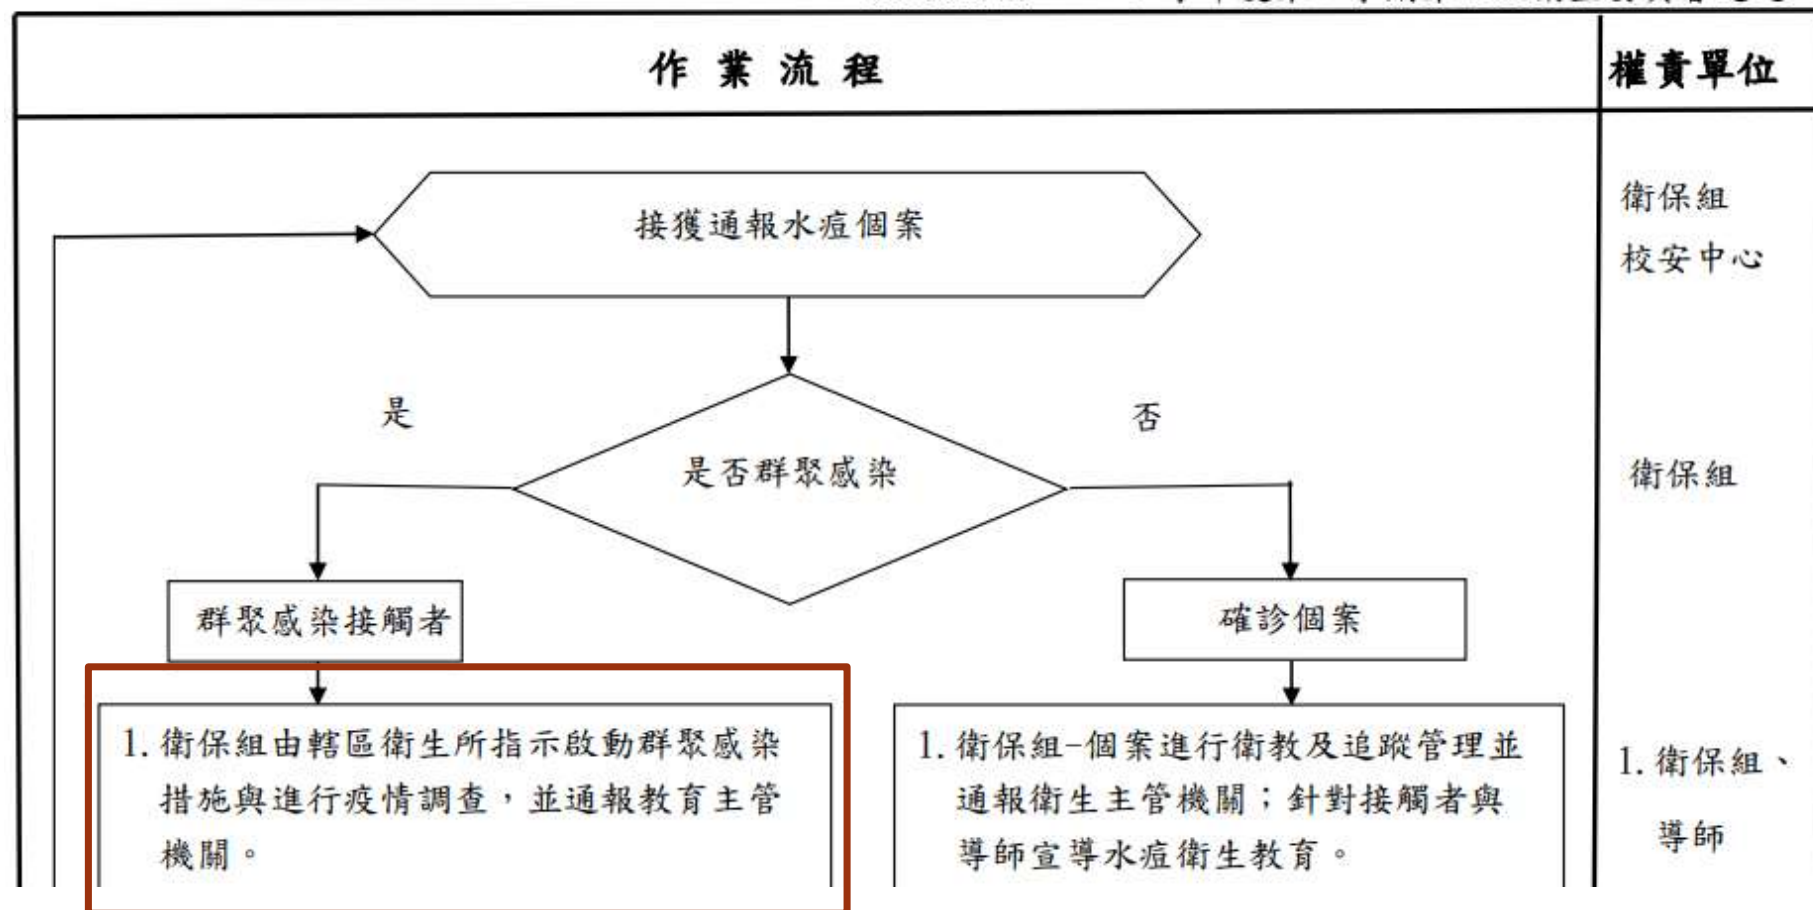 作業流程
權責單位
接獲通報水痘個案
衛保組
校安中心
是
否
是否群聚感染
衛保組
群聚感染接觸者
確診個案
1. 衛保組由轄區衛生所指示啟動群聚感染
措施與進行疫情調查，並通報教育主管
機關。
1. 衛保組-個案進行衛教及追蹤管理並
通報衛生主管機關；針對接觸者與
導師宣導水痘衛生教育。
1. 衛保組、
導師